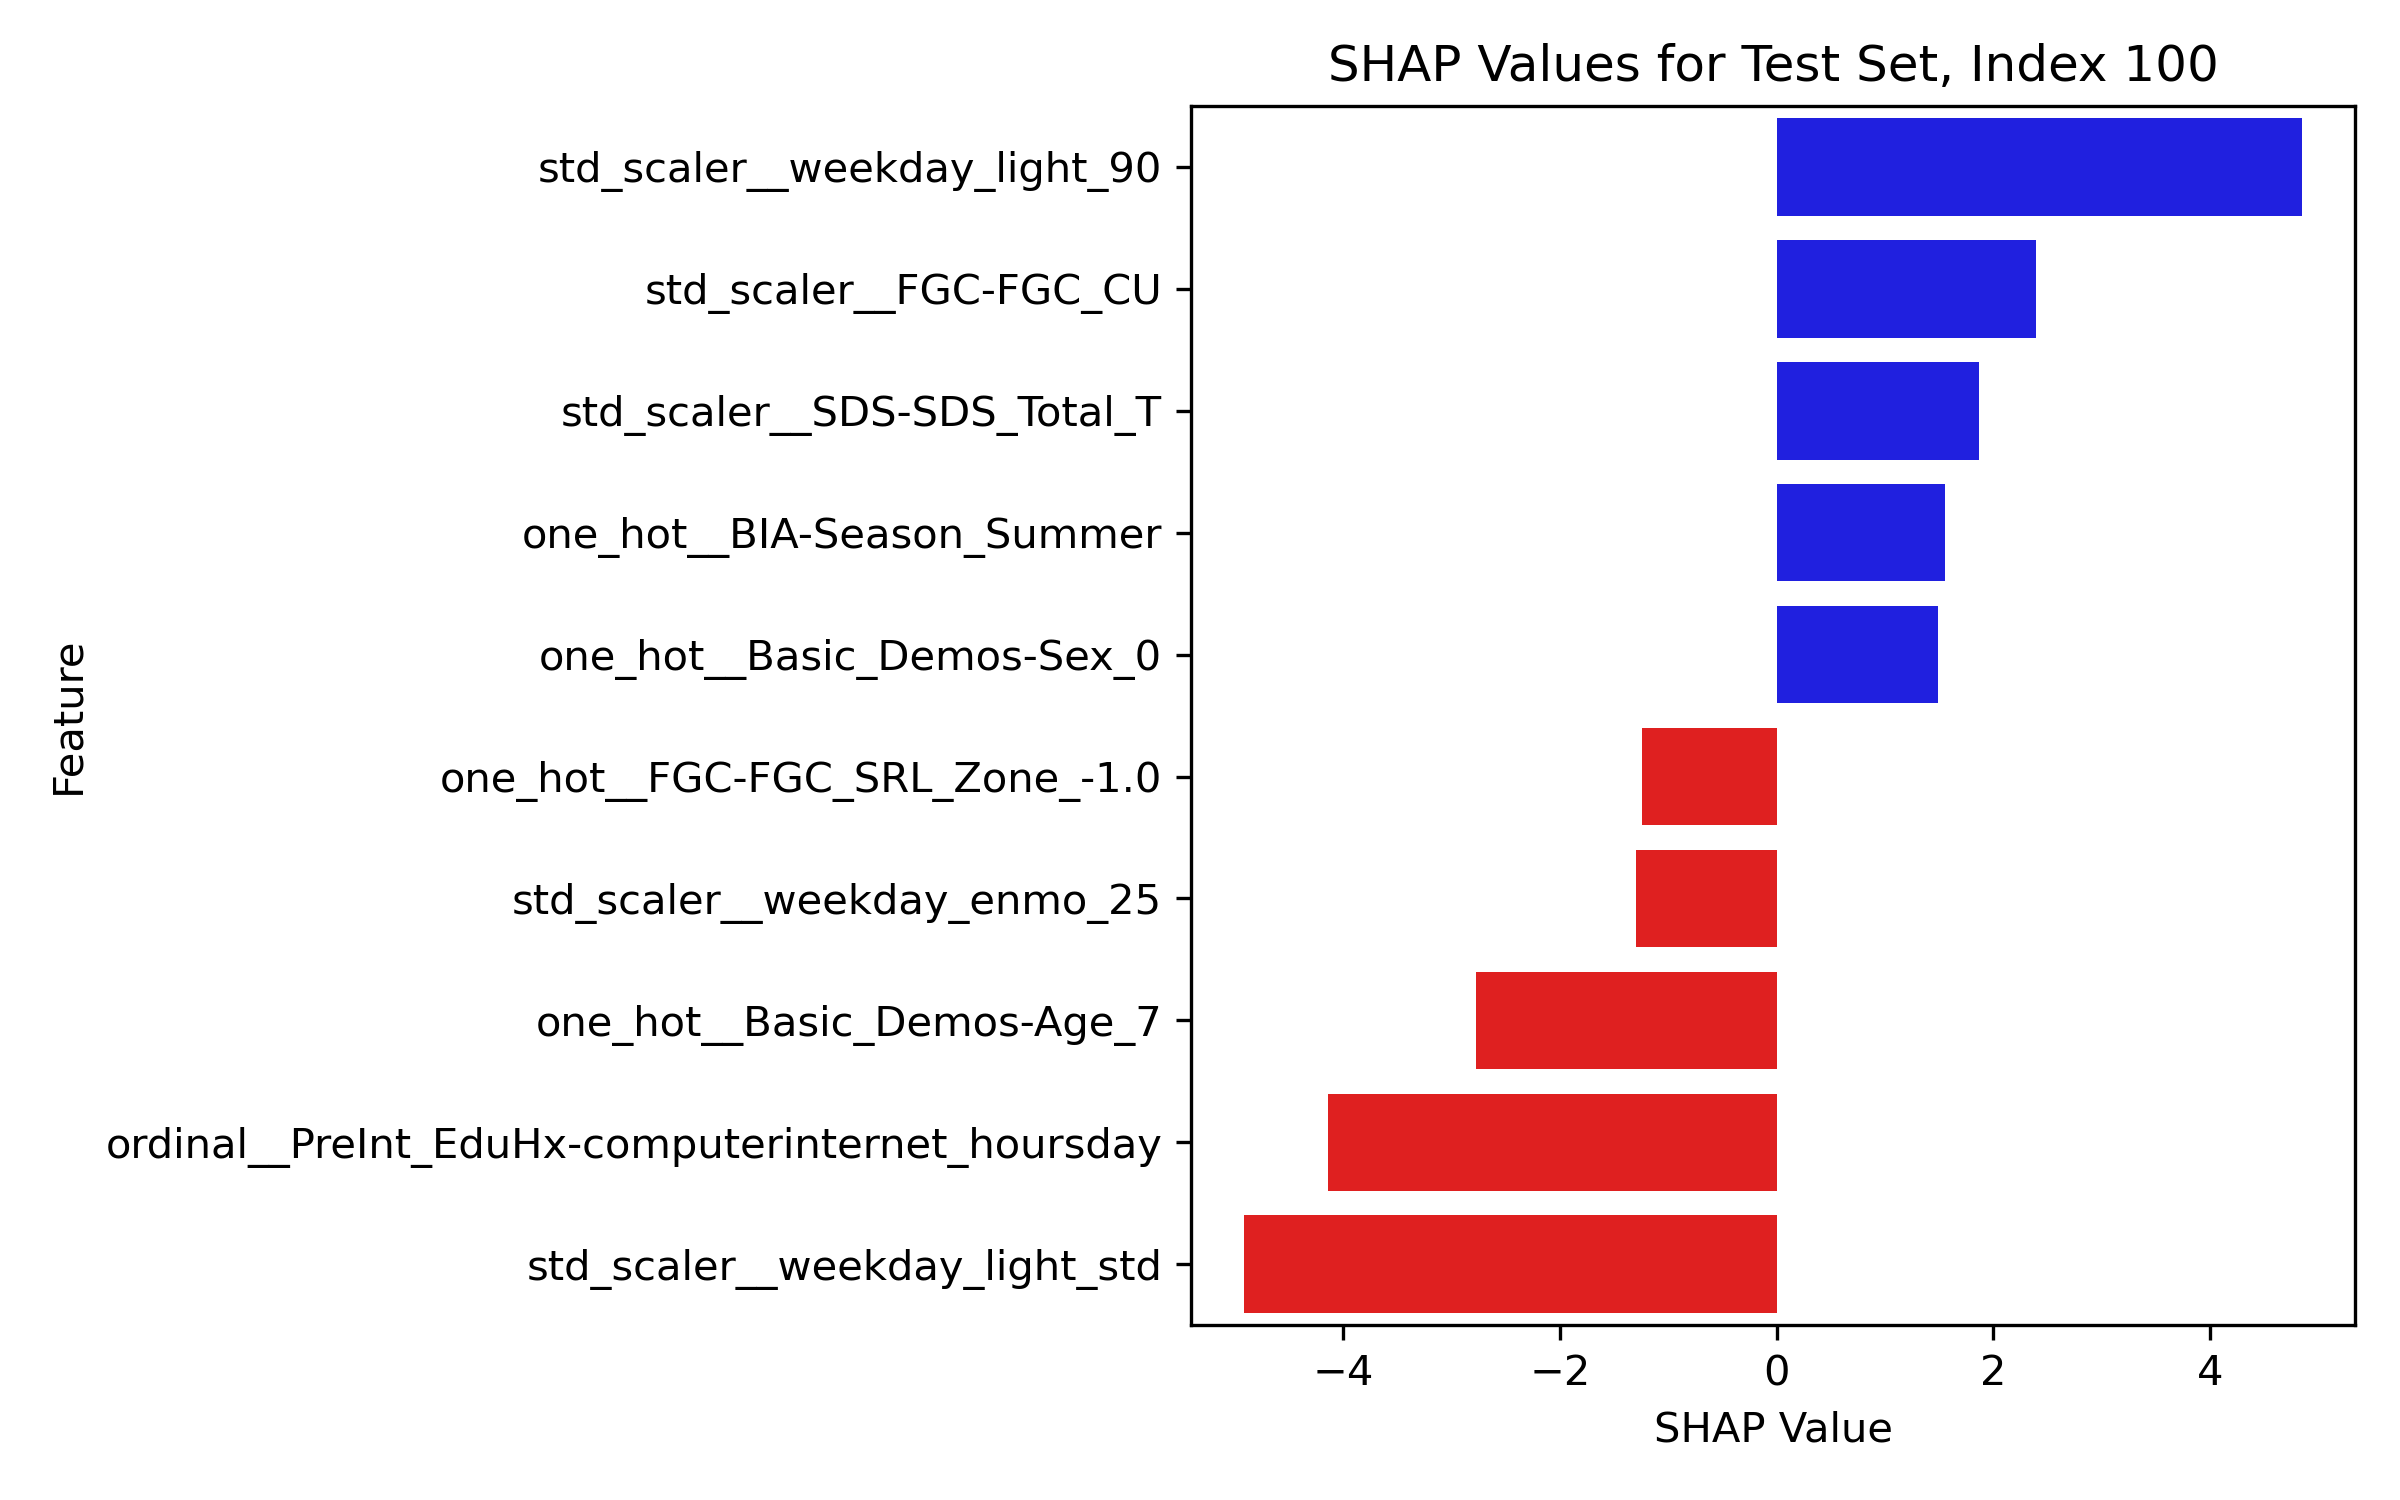 SHAP Values for Test Set, Index 100
std_scaler__weekday_light_90
std_scaler__FGC-FGC_CU
std_scaler__SDS-SDS_Total_T
one_hot__BIA-Season_Summer
one_hot__Basic_Demos-Sex_0
one_hot__FGC-FGC_SRL_Zone_-1.0
std_scaler__weekday_enmo_25
one_hot__Basic_Demos-Age_7
ordinal__PreInt_EduHx-computerinternet_hoursday
std_scaler__weekday_light_std
Feature
−4 −2 0 2 4
SHAP Value